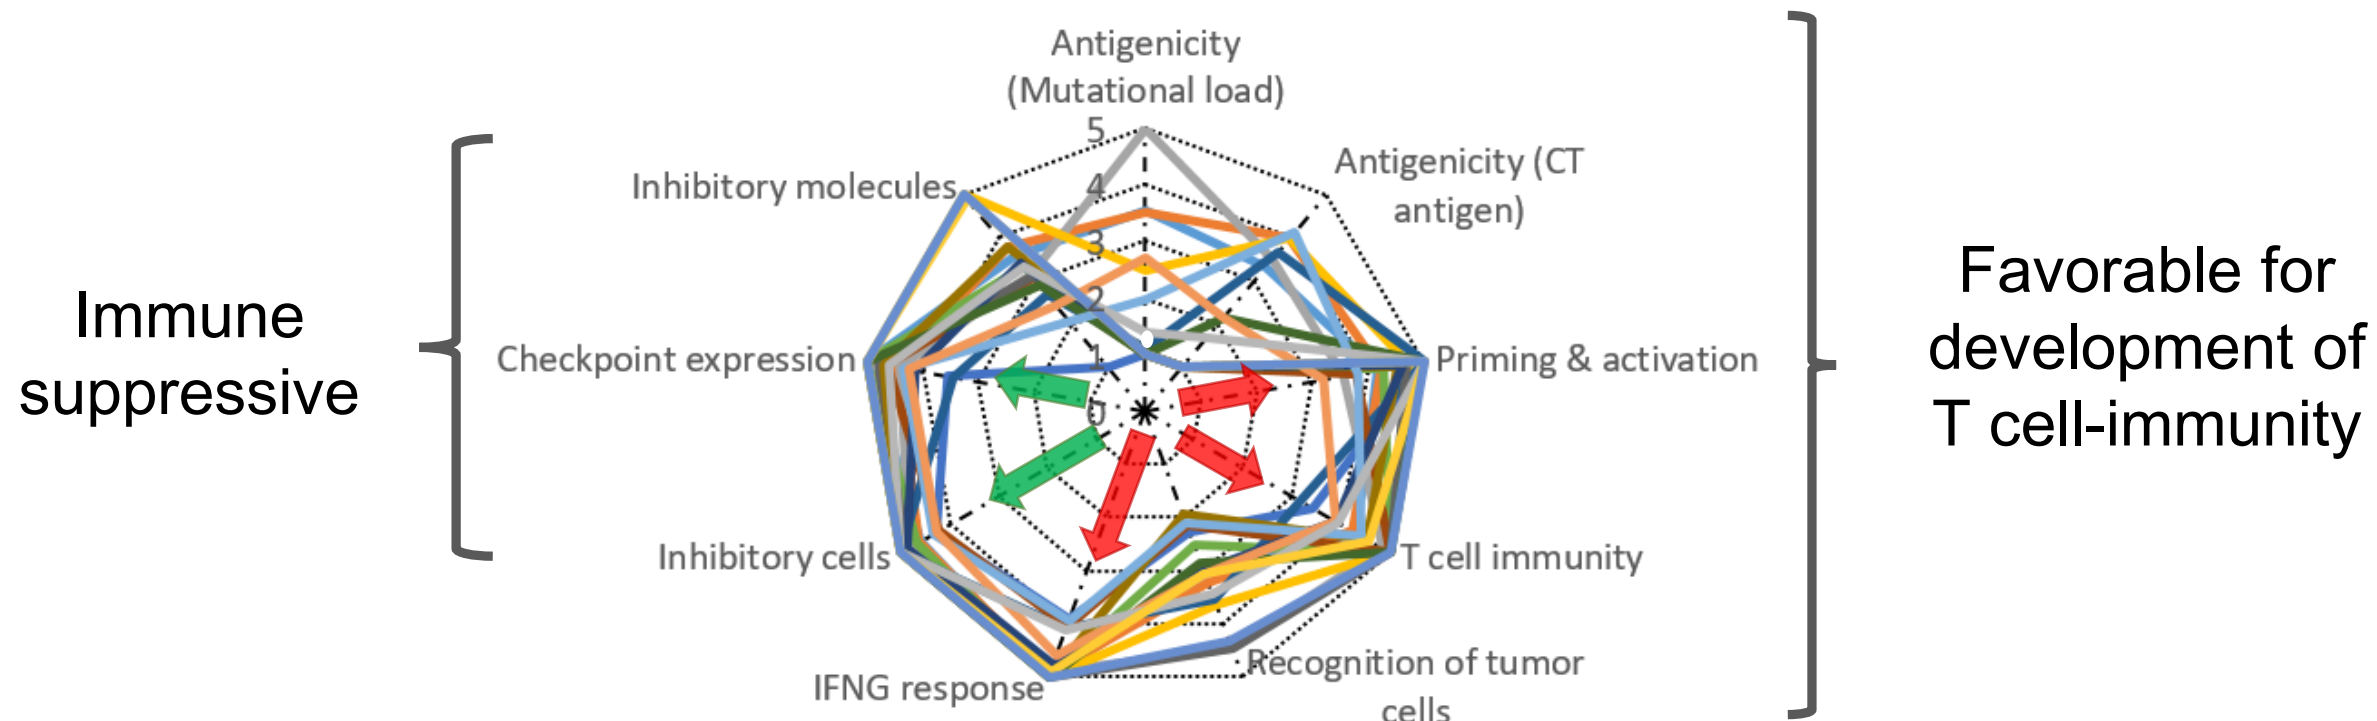 Antigenicity
(Mutational load)
5
Antigenicity (CT
antigen)
4
Inhibitory molecules
3
2
Immune
suppressive
Favorable for
development of
T cell-immunity
Checkpoint expression
1
Priming & activation
0
Inhibitory cells
T cell immunity
IFNG response
Recognition of tumor
cells